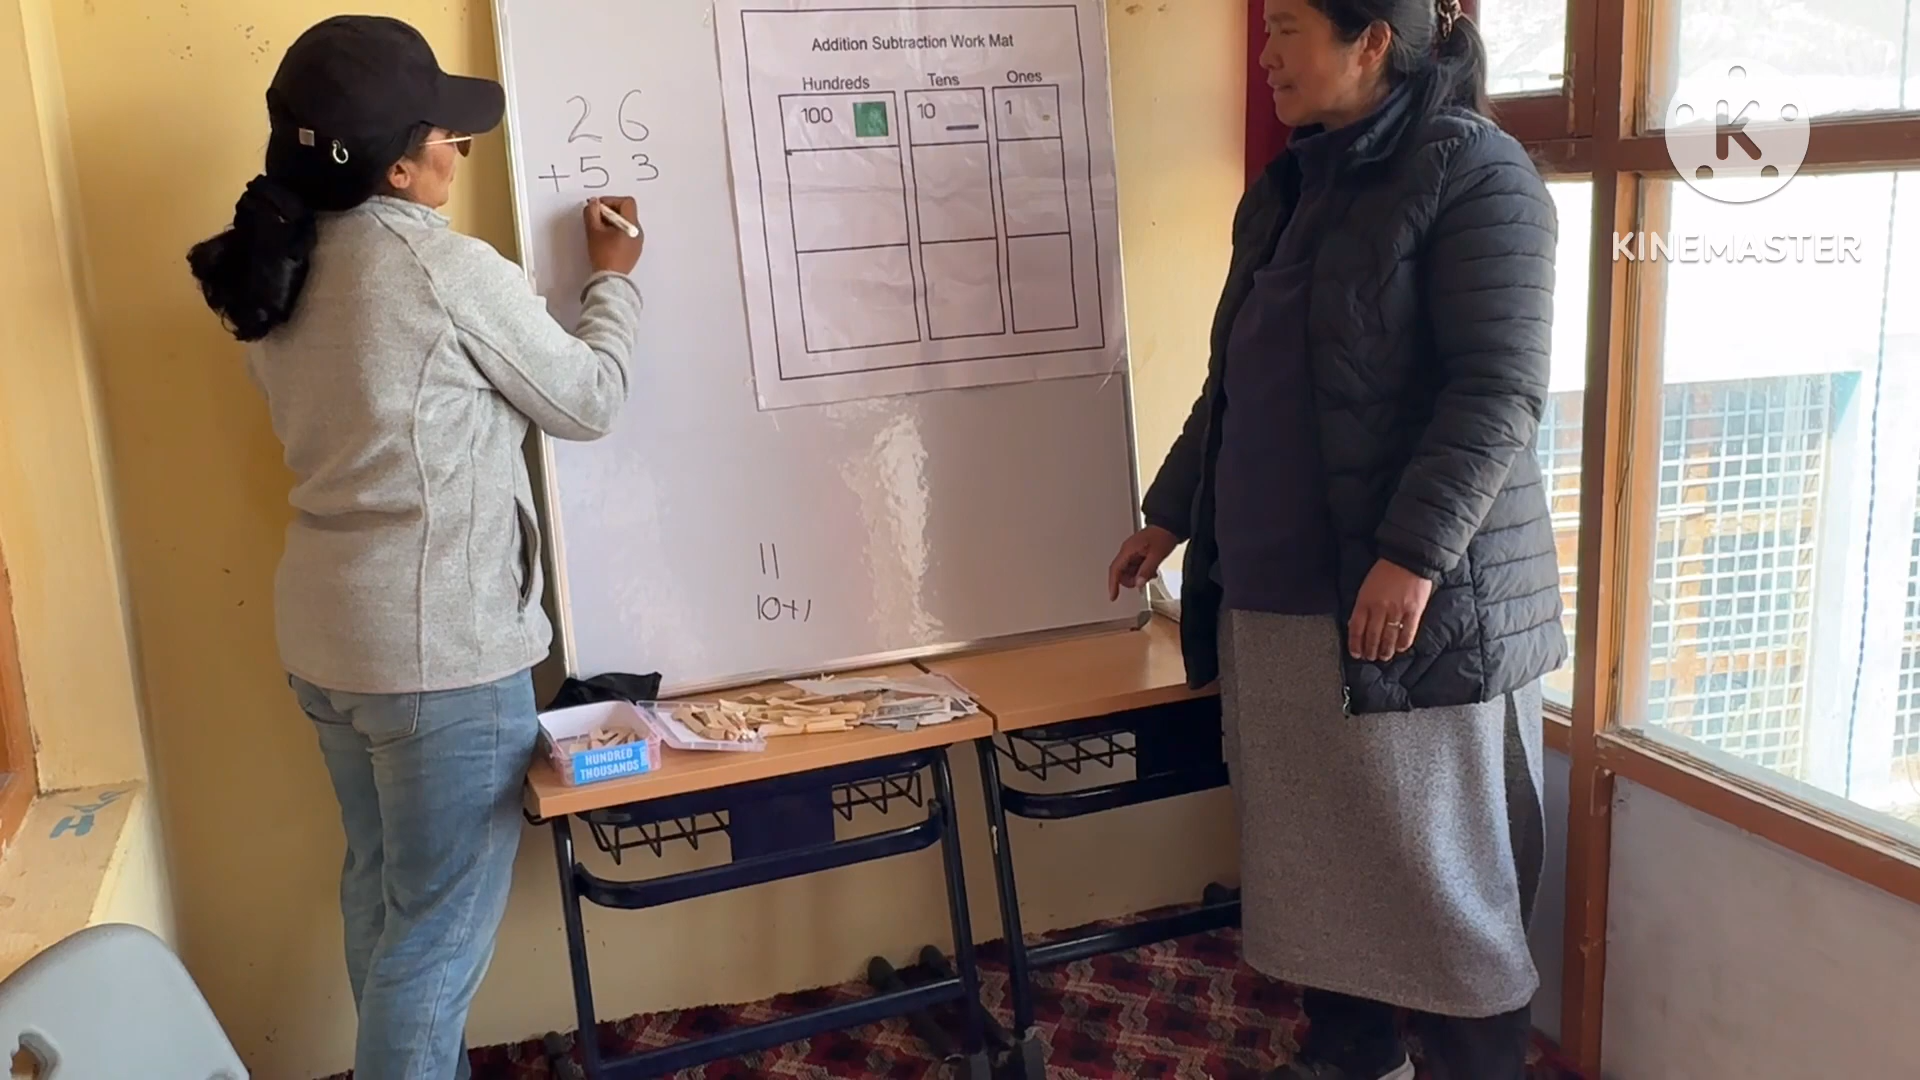 26
+53
Addition Subtraction Work Mat
Hundreds Tens Ones
100 10 1
11
10+1
HUNDRED
THOUSANDS
K
KINEMASTER